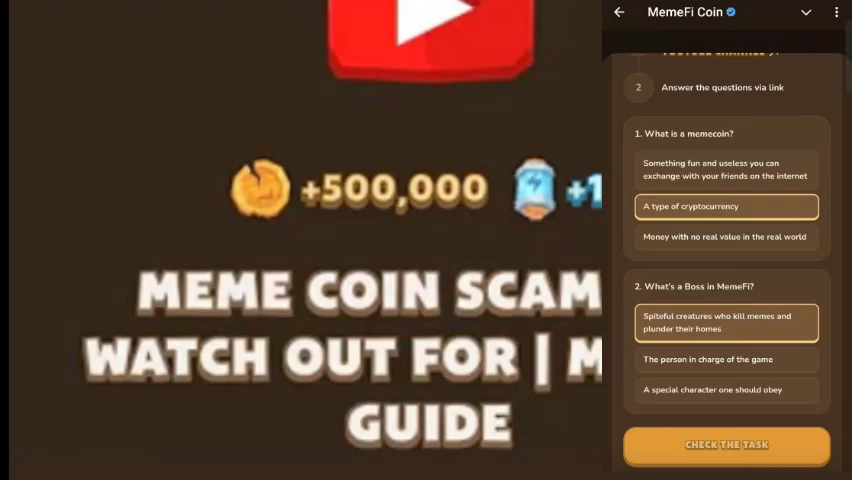 +500,000
+1
MEME COIN SCAM
WATCH OUT FOR | M
GUIDE
MemeFi Coin
YOUTUBE CHANNEL
2
Answer the questions via link
1. What is a memecoin?
Something fun and useless you can
exchange with your friends on the internet
A type of cryptocurrency
Money with no real value in the real world
2. What's a Boss in MemeFi?
Spiteful creatures who kill memes and
plunder their homes
The person in charge of the game
A special character one should obey
CHECK THE TASK